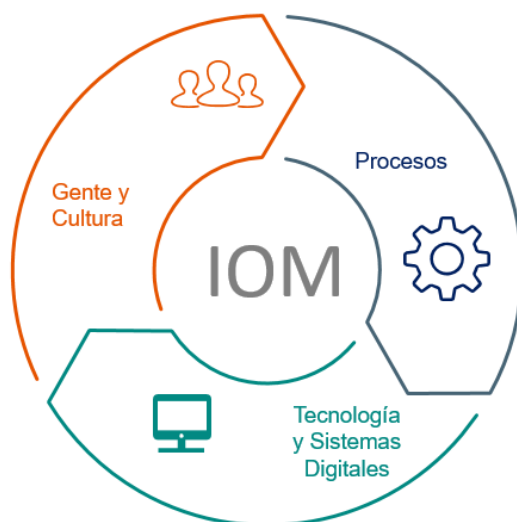 Gente y
Cultura
Procesos
IOM
Tecnología
y Sistemas
Digitales